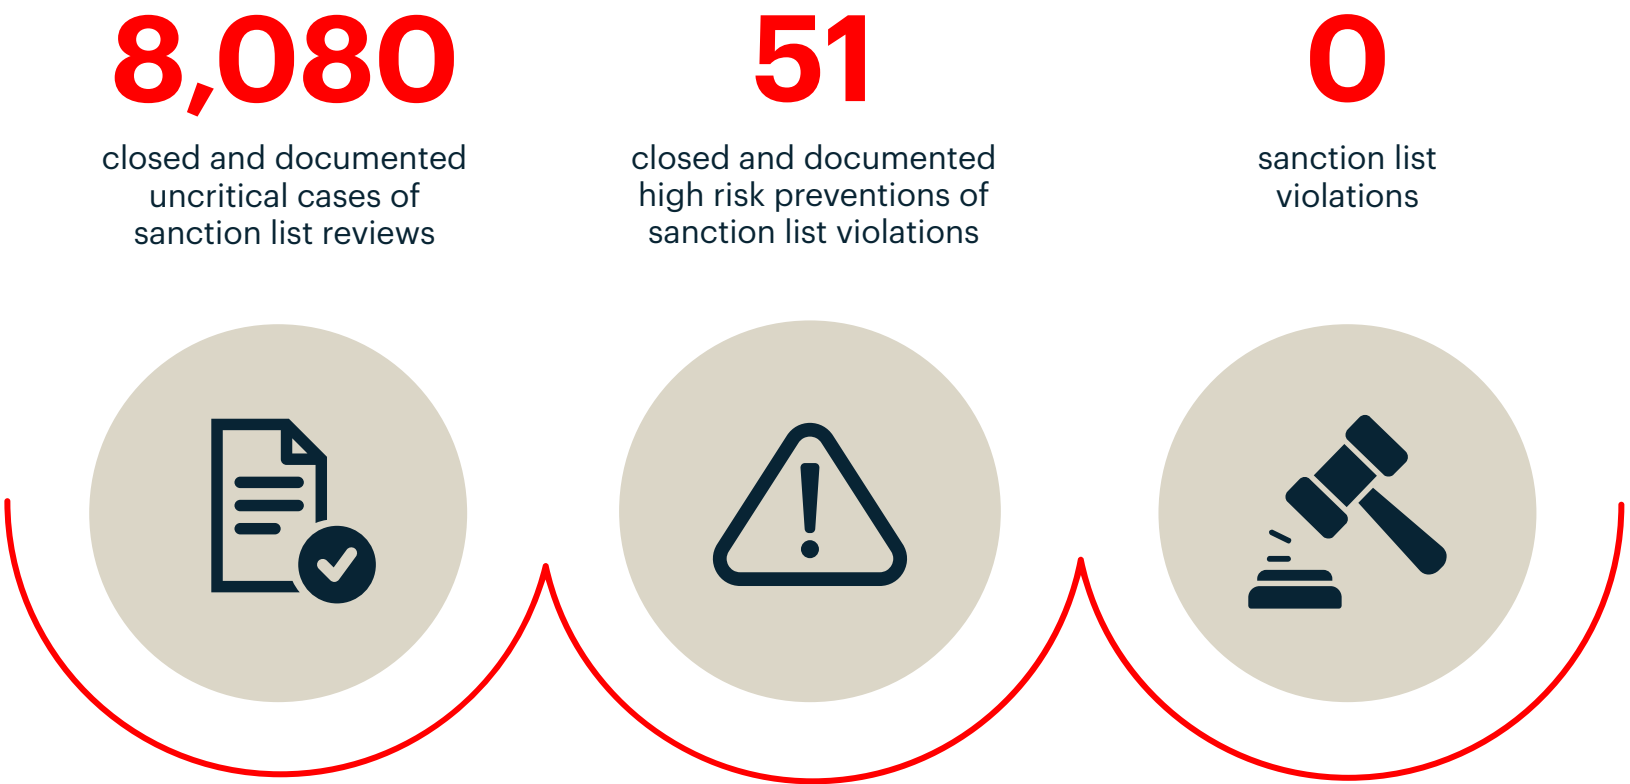 8,080
closed and documented
uncritical cases of
sanction list reviews
51
closed and documented
high risk preventions of
sanction list violations
0
sanction list
violations